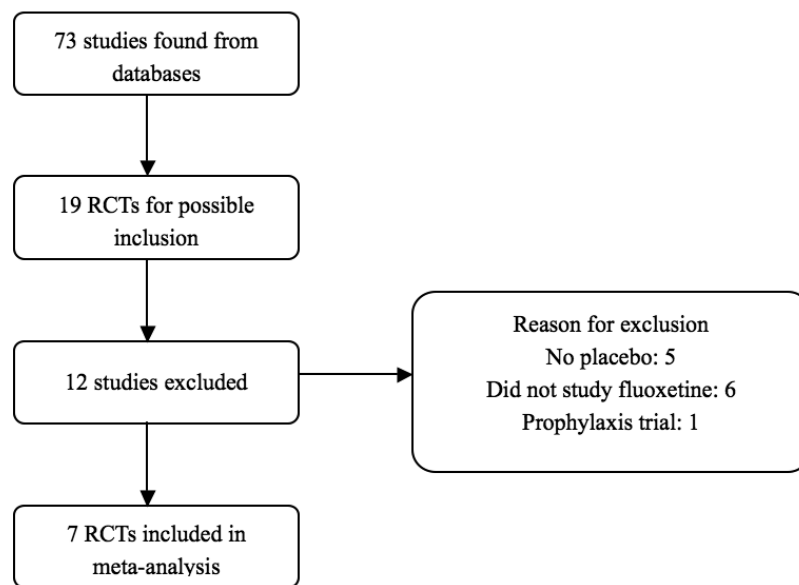 73 studies found from
databases
19 RCTs for possible
inclusion
12 studies excluded
Reason for exclusion
No placebo: 5
Did not study fluoxetine: 6
Prophylaxis trial: 1
7 RCTs included in
meta-analysis